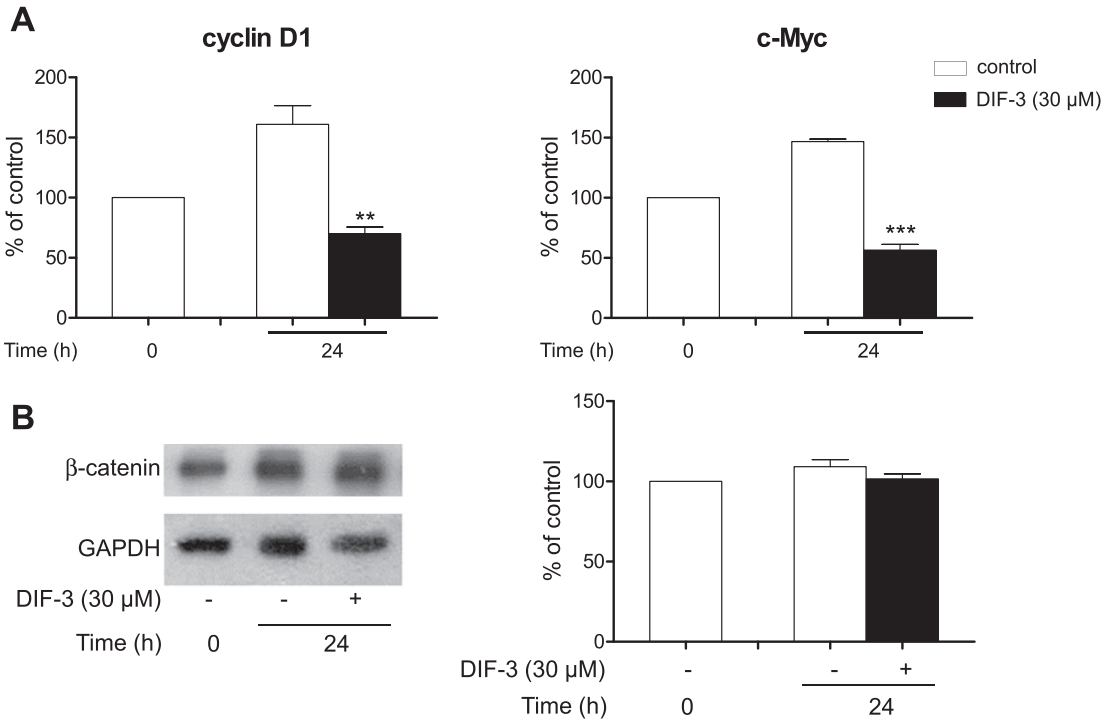 A
cyclin D1
200
150
100
50
0
% of control
**
Time (h) 0 24
c-Myc
200
150
100
50
0
% of control
***
Time (h) 0 24
control
DIF-3 (30 µM)
B
β-catenin
GAPDH
DIF-3 (30 µM) - - +
Time (h) 0 24
150
100
50
0
% of control
DIF-3 (30 µM) - - +
Time (h) 0 24